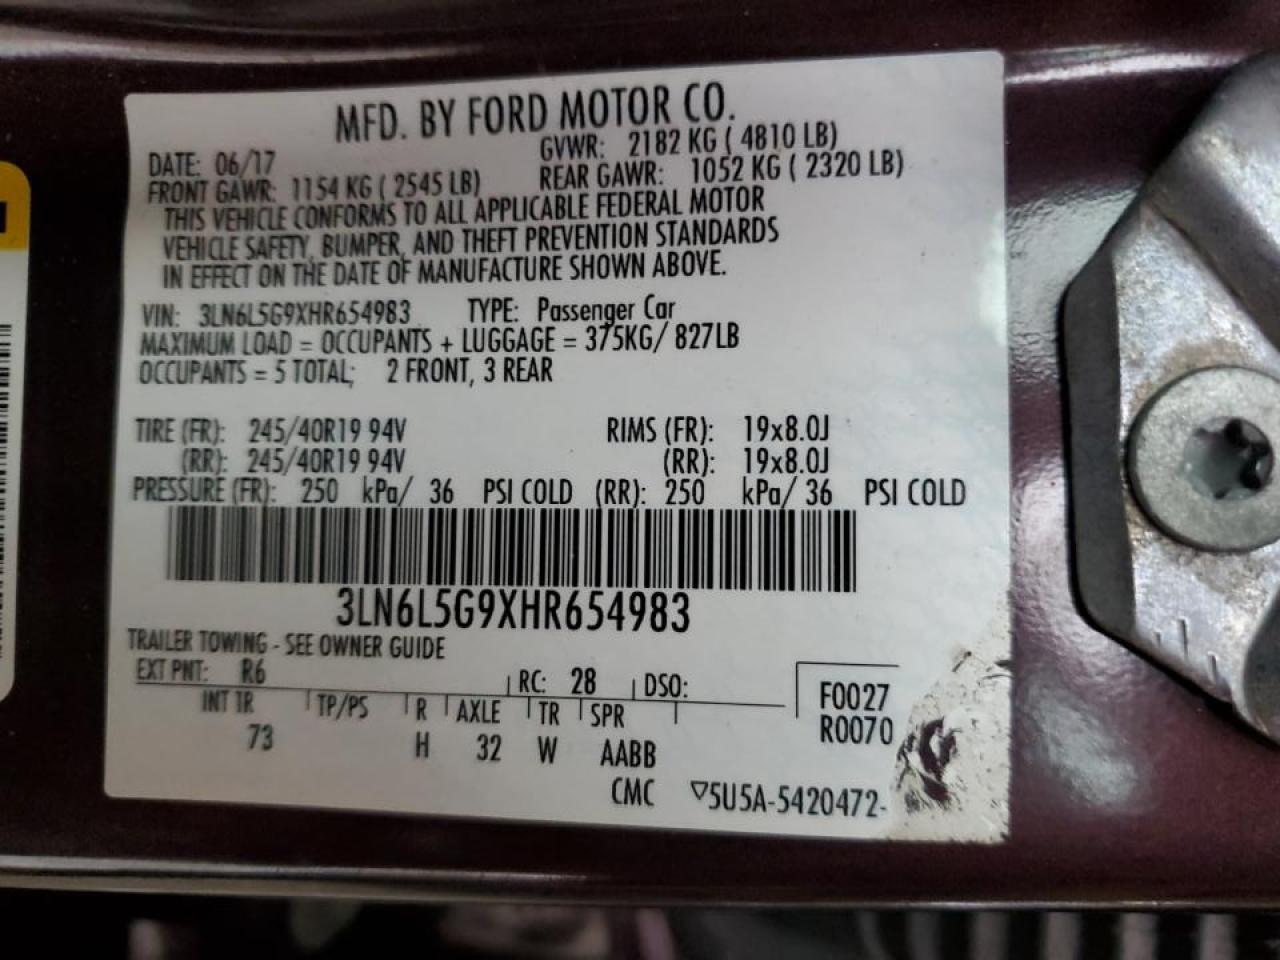 MFD. BY FORD MOTOR CO.
DATE: 06/17 GVWR: 2182 KG ( 4810 LB)
FRONT GAWR: 1154 KG ( 2545 LB) REAR GAWR: 1052 KG ( 2320 LB)
THIS VEHICLE CONFORMS TO ALL APPLICABLE FEDERAL MOTOR
VEHICLE SAFETY, BUMPER, AND THEFT PREVENTION STANDARDS
IN EFFECT ON THE DATE OF MANUFACTURE SHOWN ABOVE.
VIN: 3LN6L5G9XHR654983 TYPE: Passenger Car
MAXIMUM LOAD = OCCUPANTS + LUGGAGE = 375KG/ 827LB
OCCUPANTS = 5 TOTAL; 2 FRONT, 3 REAR
TIRE (FR): 245/40R19 94V RIMS (FR): 19x8.0J
(RR): 245/40R19 94V (RR): 19x8.0J
PRESSURE (FR): 250 kPa/ 36 PSI COLD (RR): 250 kPa/ 36 PSI COLD
3LN6L5G9XHR654983
TRAILER TOWING - SEE OWNER GUIDE
EXT PNT: R6 RC: 28 DSO: F0027
INT TR TP/PS R AXLE TR SPR R0070
73 H 32 W AABB
CMC ▽5U5A-5420472-